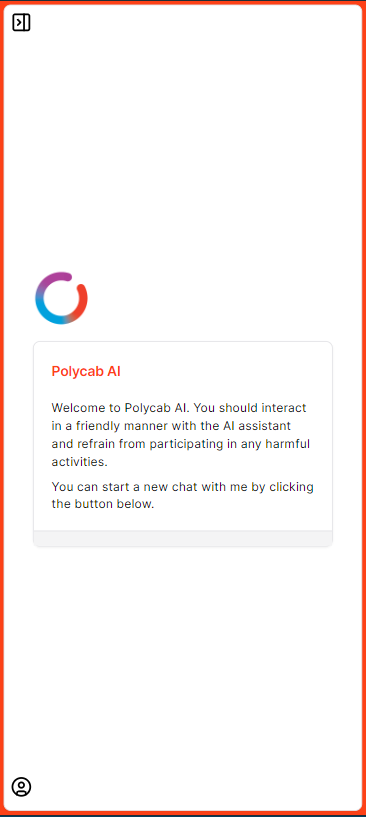 Polycab AI
Welcome to Polycab AI. You should interact
in a friendly manner with the AI assistant
and refrain from participating in any harmful
activities.
You can start a new chat with me by clicking
the button below.